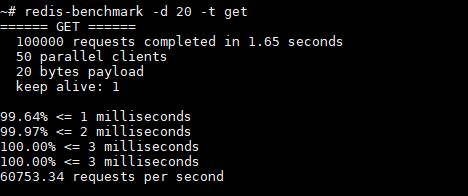 ~# redis-benchmark -d 20 -t get
====== GET ======
100000 requests completed in 1.65 seconds
50 parallel clients
20 bytes payload
keep alive: 1
99.64% <= 1 milliseconds
99.97% <= 2 milliseconds
100.00% <= 3 milliseconds
100.00% <= 3 milliseconds
60753.34 requests per second